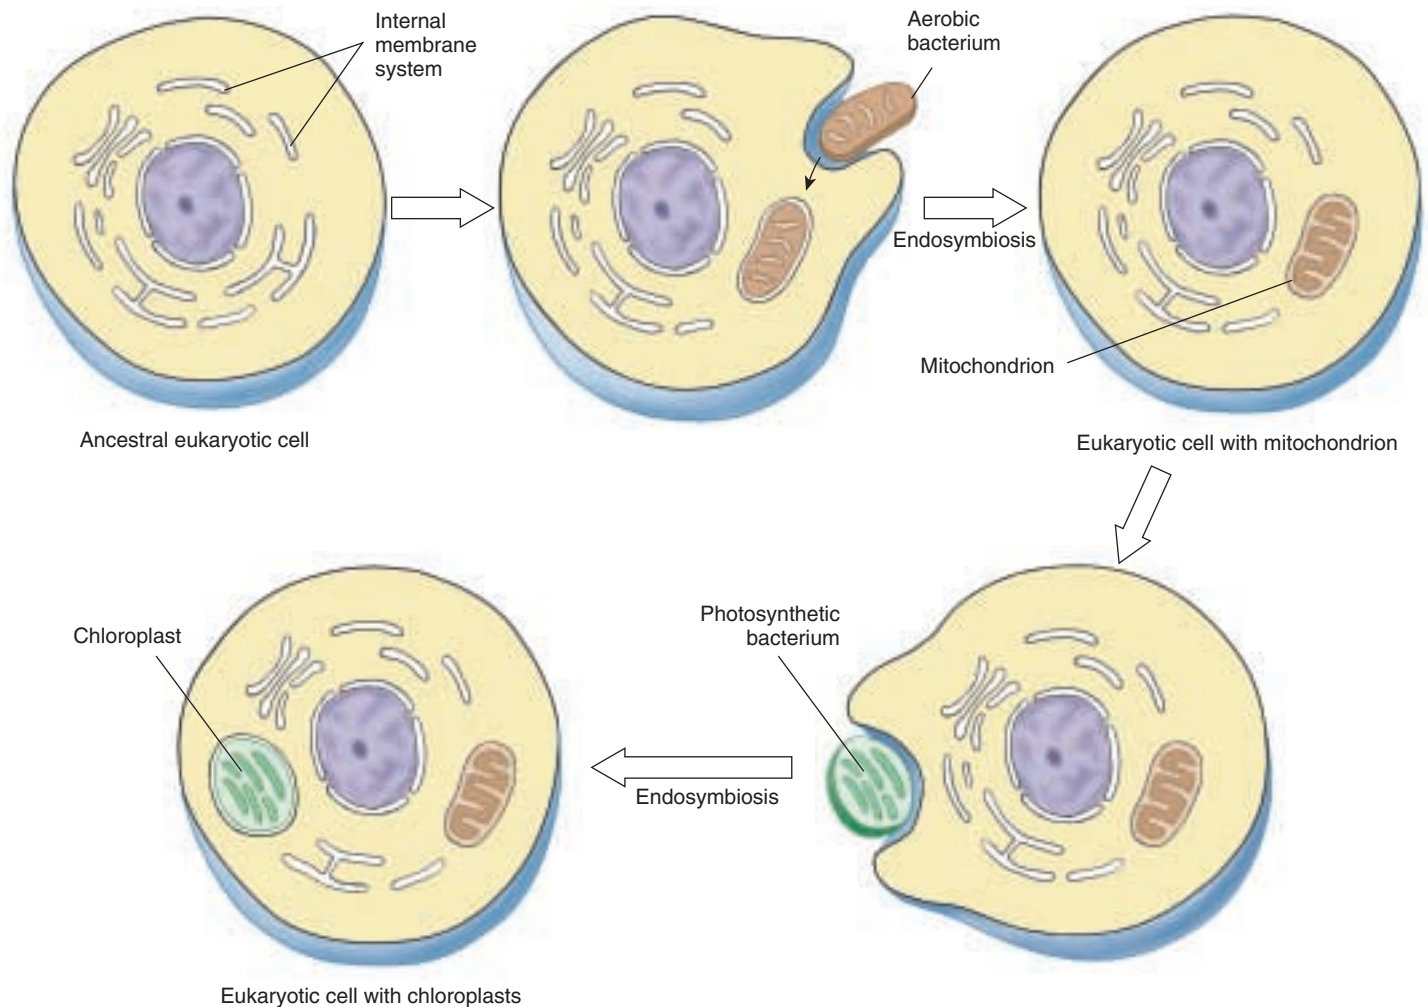 Internal
membrane
system
Aerobic
bacterium
Endosymbiosis
Mitochondrion
Ancestral eukaryotic cell
Eukaryotic cell with mitochondrion
Chloroplast
Photosynthetic
bacterium
Endosymbiosis
Eukaryotic cell with chloroplasts